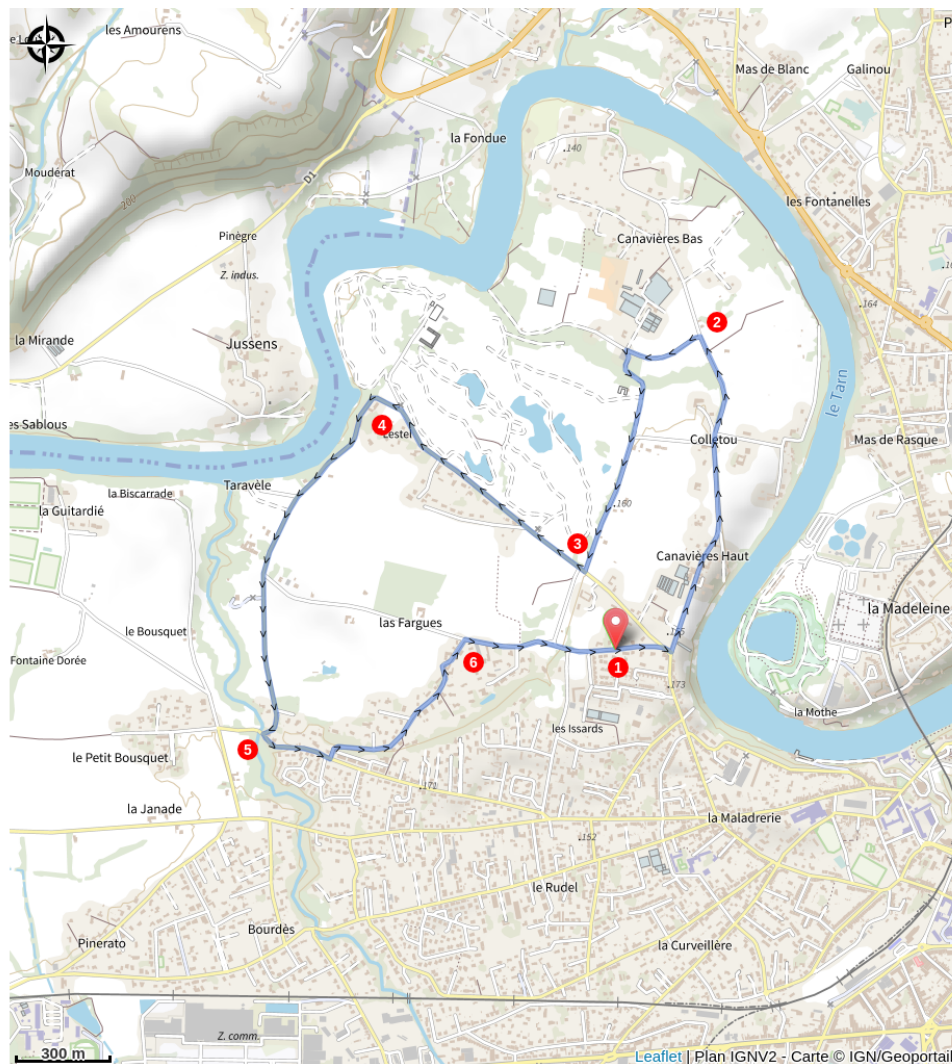 les Amourens
Mas de Blanc
Galinou
la Fondue
.140
Moudérat
D1
200
les Fontanelles
Pinègre
Canavières Bas
Z. indus.
.164
la Mirande
2
Jussens
le Tarn
4
Lestel
Colletou
Mas de Rasque
es Sablous
Taravèle
la Biscarrade
la Guitardié
.160
3
Canavières Haut
la Madeleine
las Fargues
le Bousquet
Fontaine Dorée
6
1
.173
la Mothe
les Issards
5
le Petit Bousquet
.171
la Janade
la Maladrerie
.152
le Rudel
Bourdès
Pinerato
la Curveillère
Z. comm.
300 m
Leaflet | Plan IGNV2 - Carte © IGN/Geoporta